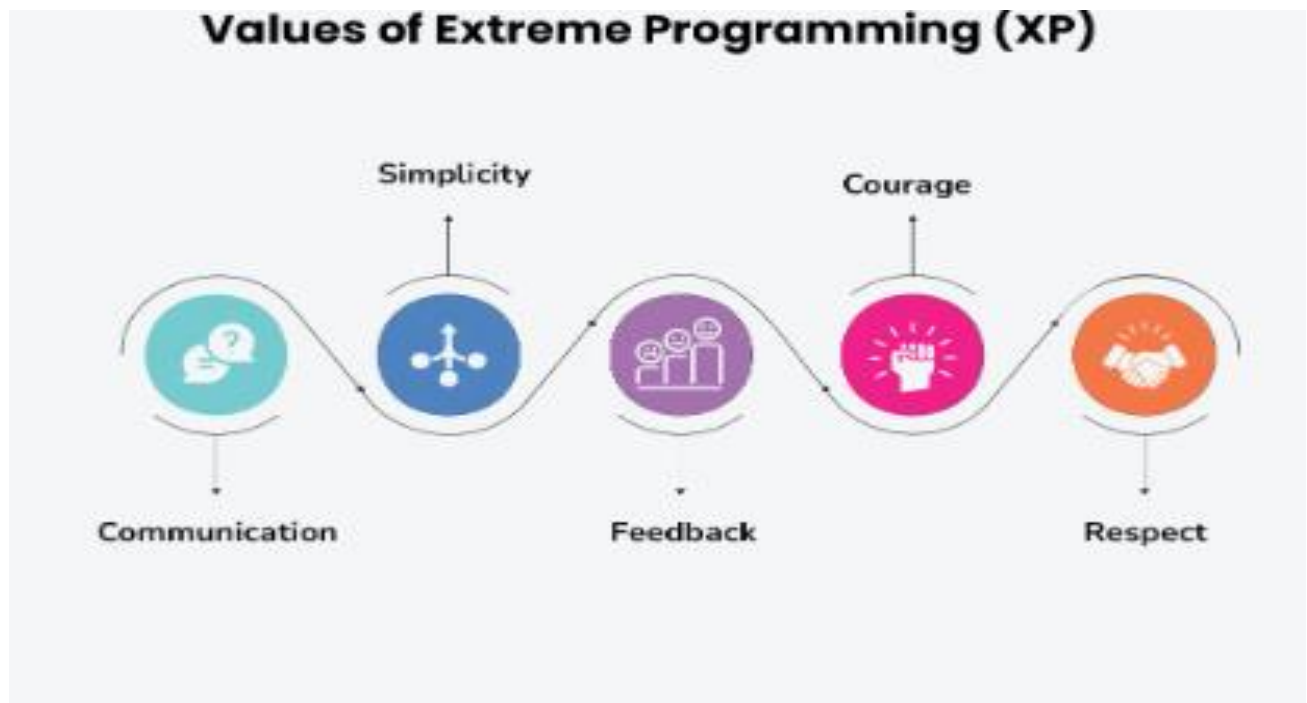 Values of Extreme Programming (XP)
Simplicity
Courage
?
Communication
Feedback
Respect